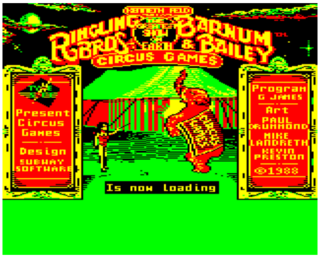 KENNETH FELD
RINGLING BROS.
THE GREATEST SHOW ON EARTH
& BARNUM & BAILEY TM
CIRCUS GAMES
Present
Circus
Games
Design
SUBWAY
SOFTWARE
Program
G JAMES
Art
PAUL
DRUMMOND
MIKE
LANDRETH
KEVIN
PRESTON
©1988
Is now loading